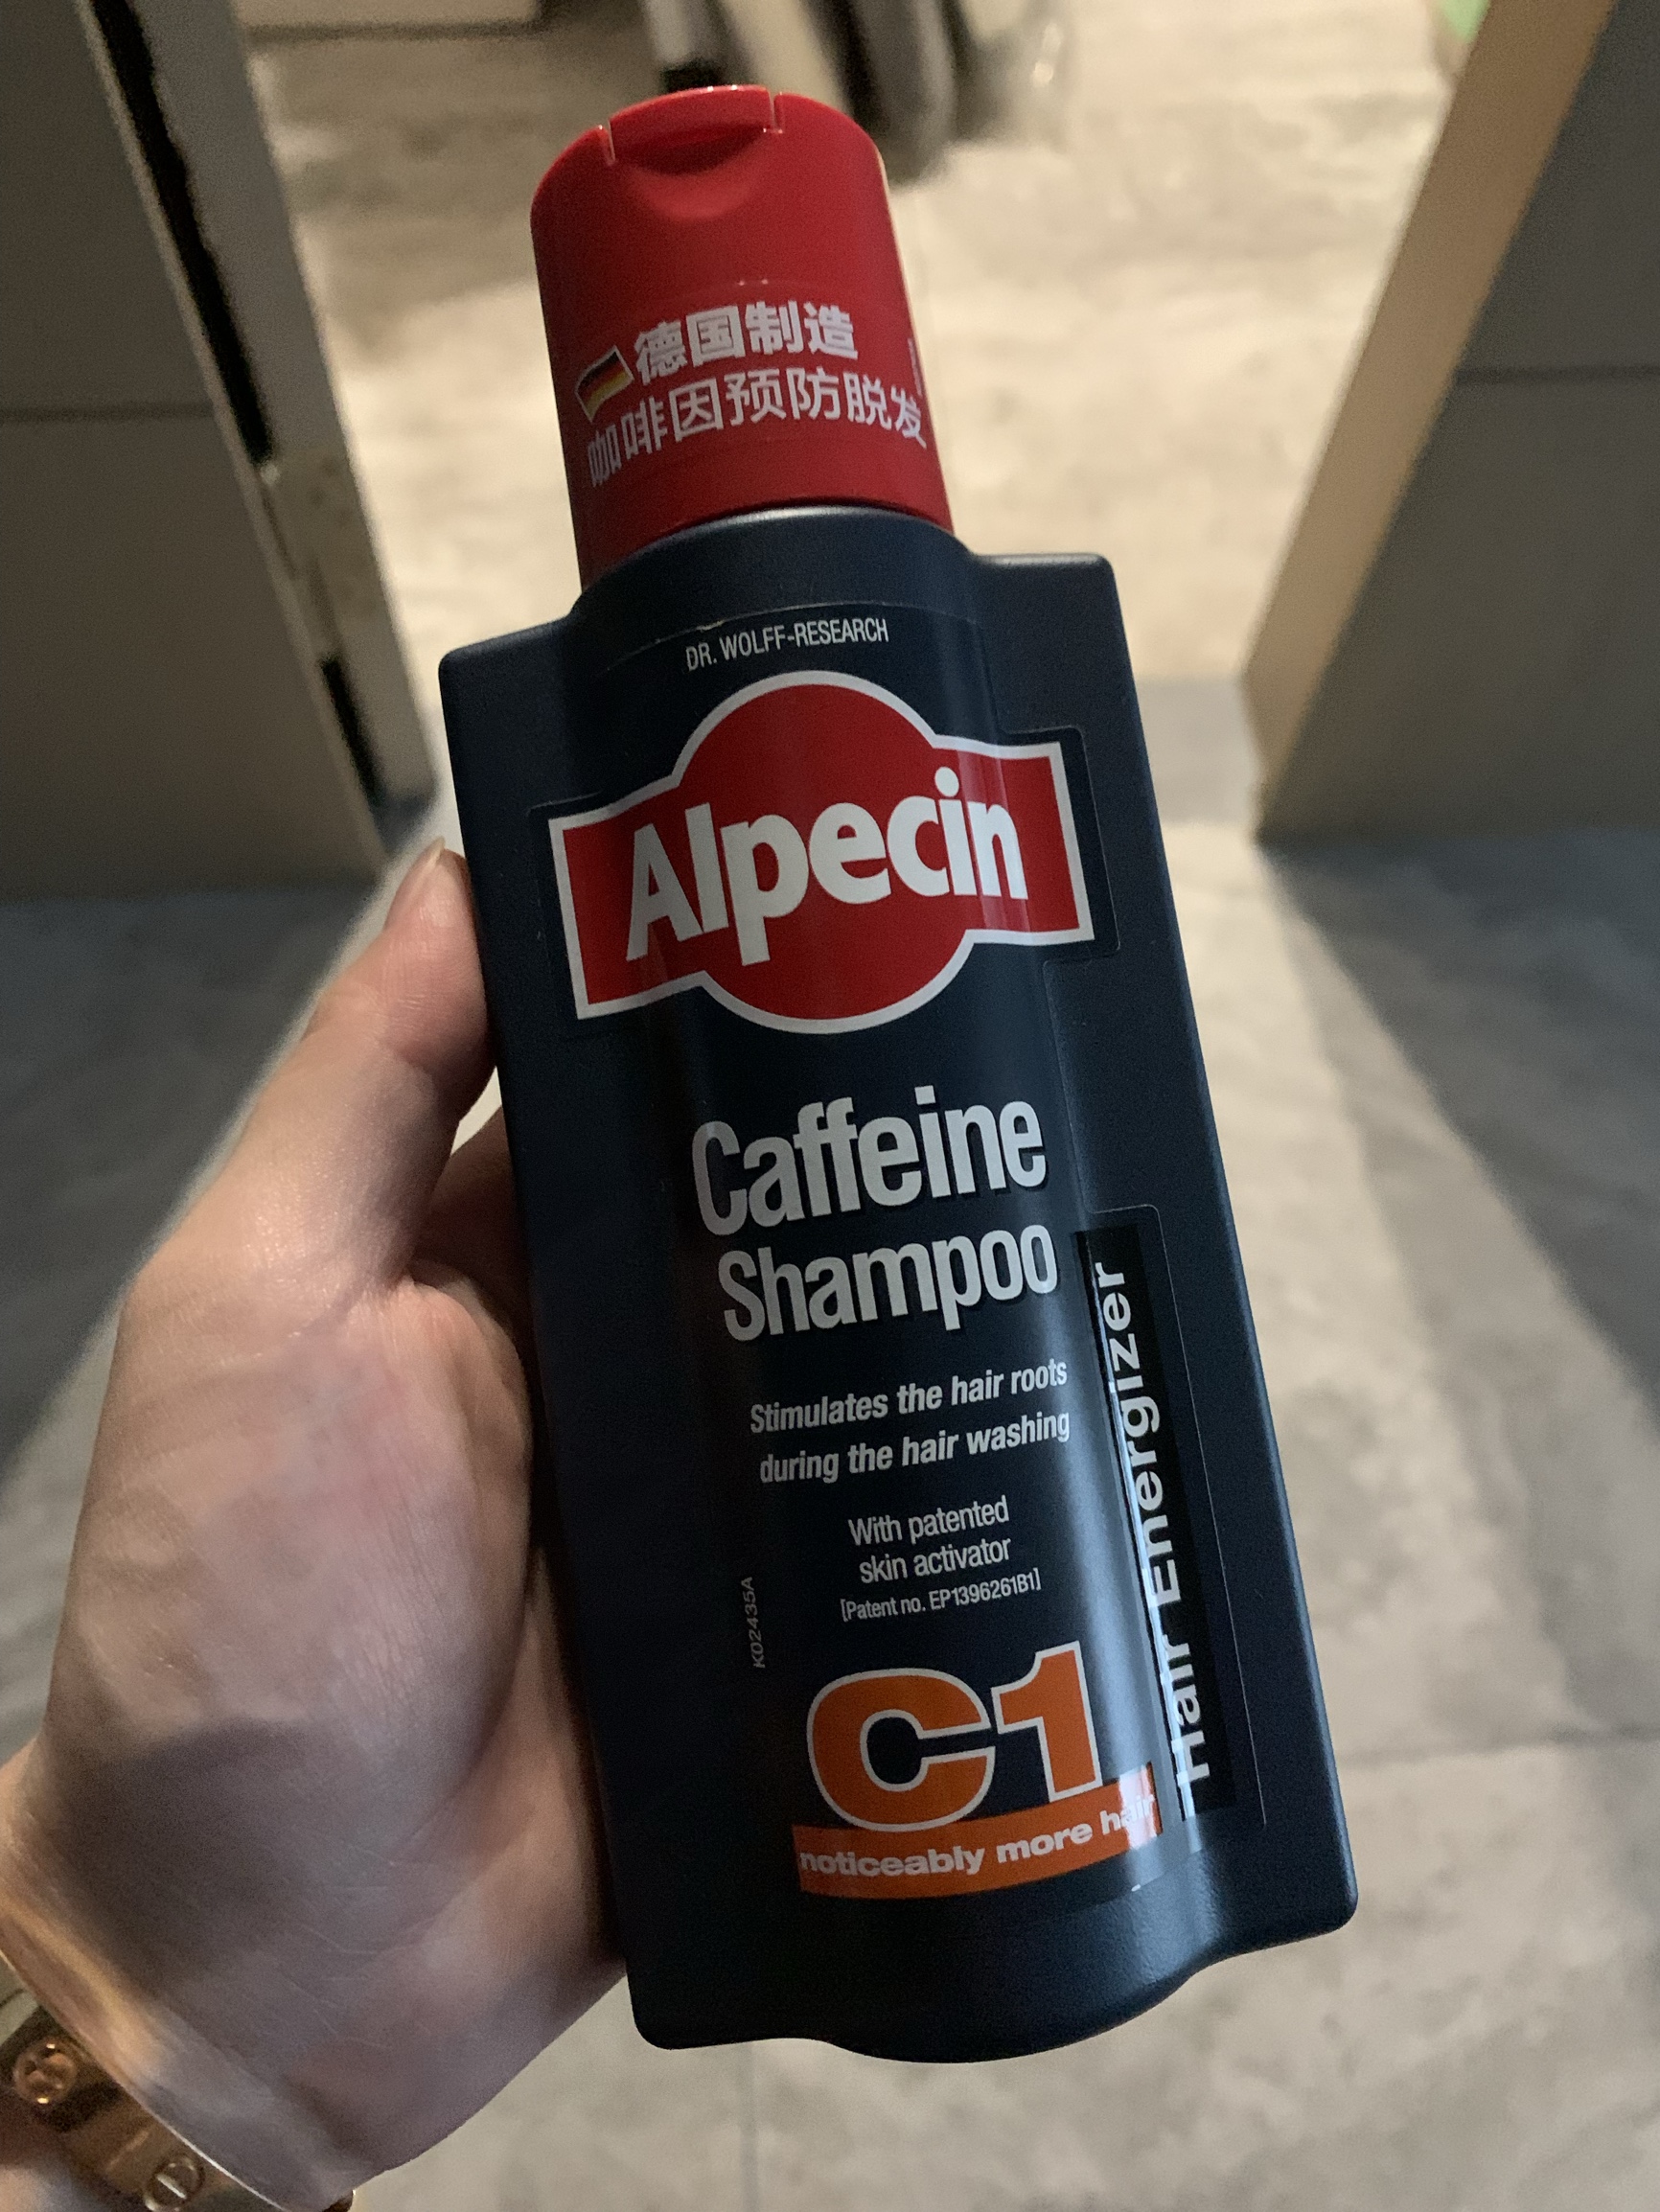 德国制造
咖啡因预防脱发
DR. WOLFF-RESEARCH
Alpecin
Caffeine
Shampoo
Stimulates the hair roots
during the hair washing
With patented
skin activator
[Patent no. EP1396261B1]
K02435A
C1
noticeably more hair
Hair Energizer